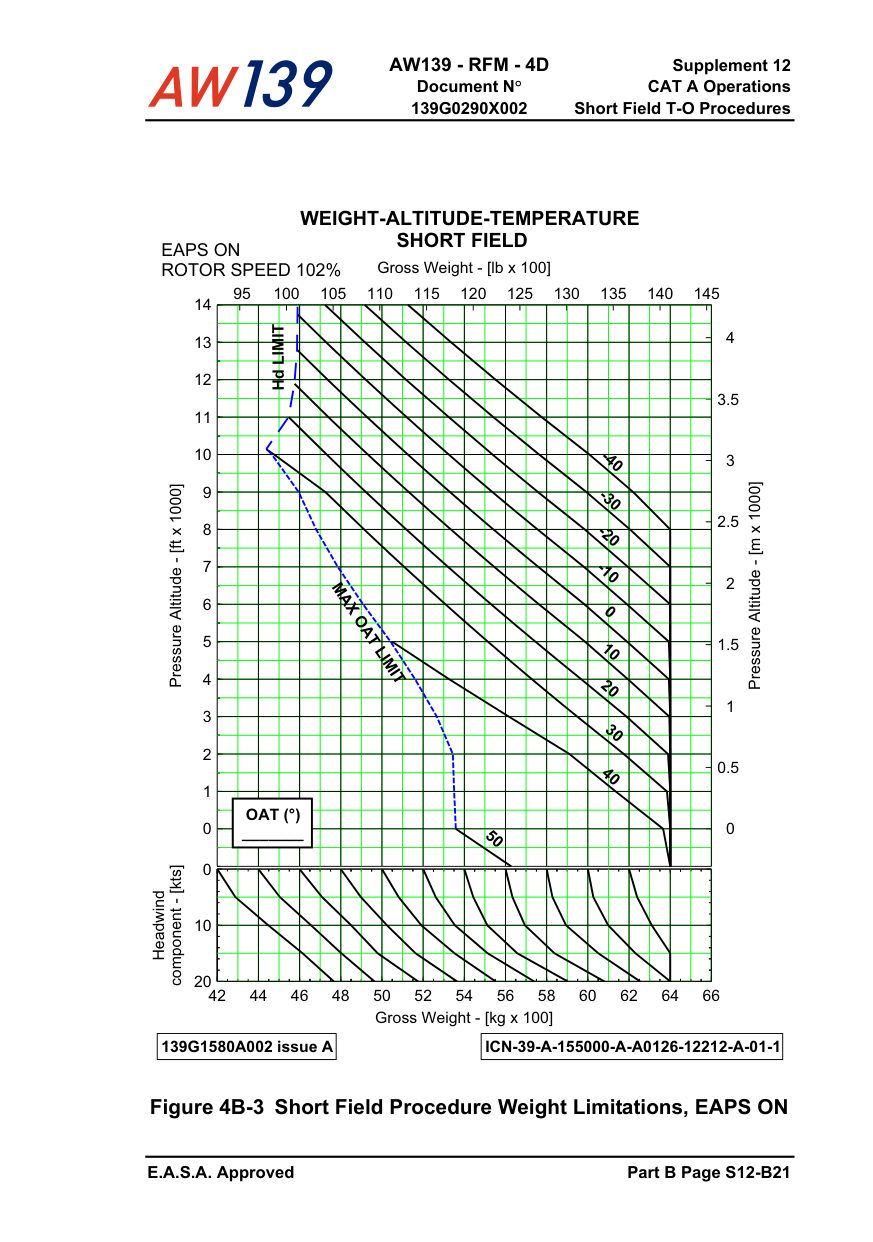 AW139
AW139 - RFM - 4D
Document N°
139G0290X002
Supplement 12
CAT A Operations
Short Field T-O Procedures
WEIGHT-ALTITUDE-TEMPERATURE
SHORT FIELD
EAPS ON
ROTOR SPEED 102%
Gross Weight - [lb x 100]
95 100 105 110 115 120 125 130 135 140 145
14
13
12
11
10
9
8
7
6
5
4
3
2
1
0
Pressure Altitude - [ft x 1000]
Hd LIMIT
MAX OAT LIMIT
-40
-30
-20
-10
0
10
20
30
40
50
OAT (°)
4
3.5
3
2.5
2
1.5
1
0.5
0
Pressure Altitude - [m x 1000]
Headwind
component - [kts]
0
10
20
42 44 46 48 50 52 54 56 58 60 62 64 66
Gross Weight - [kg x 100]
139G1580A002 issue A
ICN-39-A-155000-A-A0126-12212-A-01-1
Figure 4B-3 Short Field Procedure Weight Limitations, EAPS ON
E.A.S.A. Approved
Part B Page S12-B21